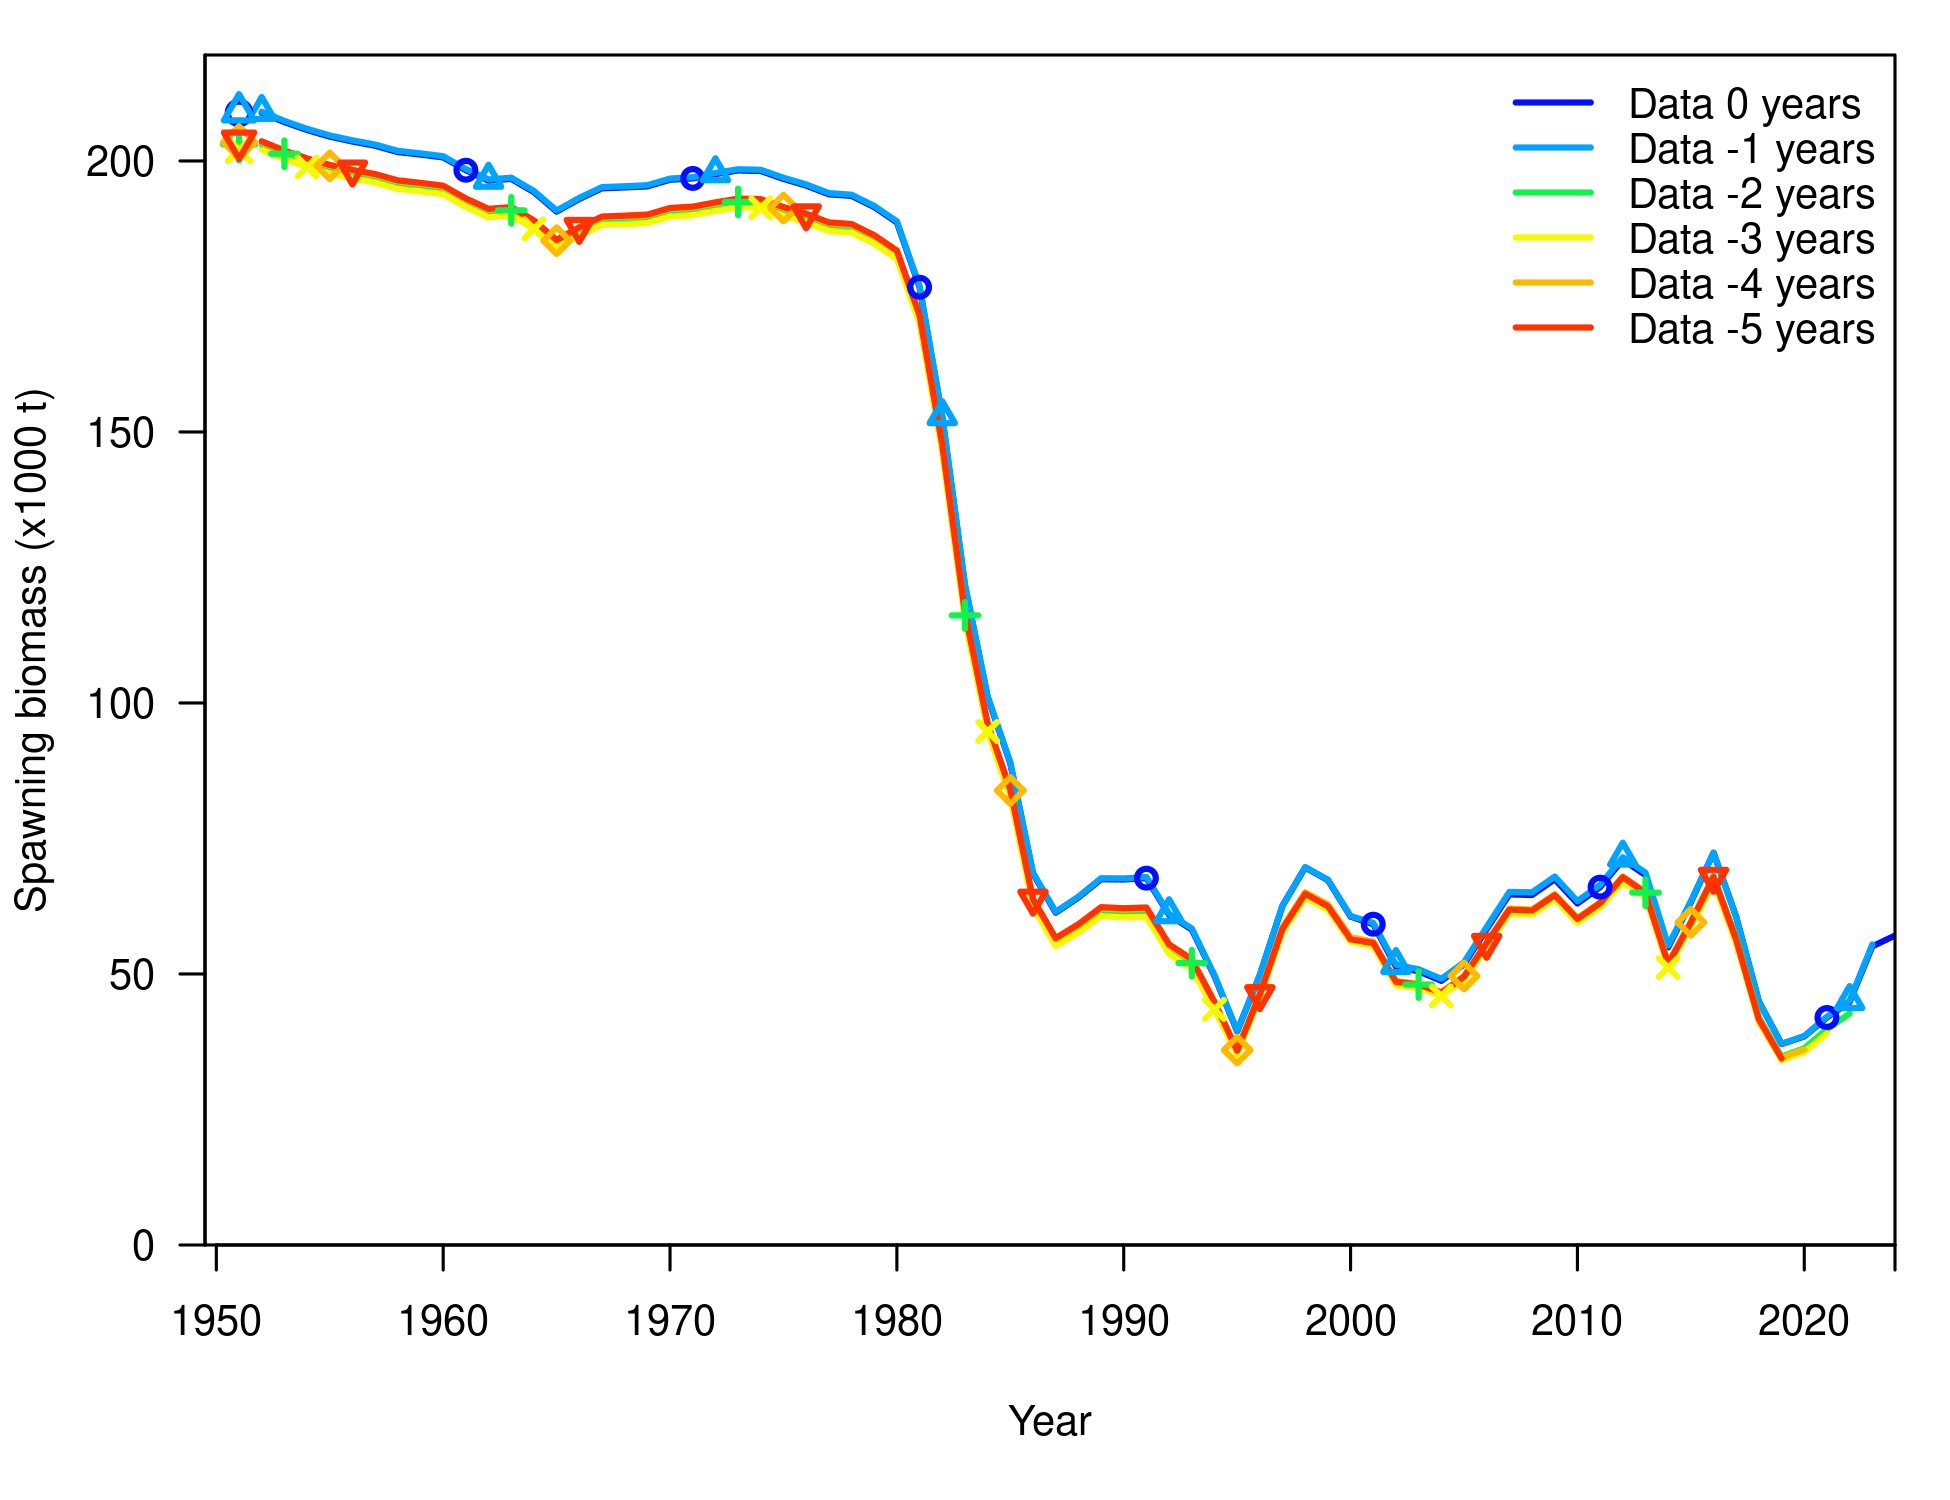 Data 0 years
Data -1 years
Data -2 years
Data -3 years
Data -4 years
Data -5 years
Spawning biomass (x1000 t)
200
150
100
50
0
1950 1960 1970 1980 1990 2000 2010 2020
Year